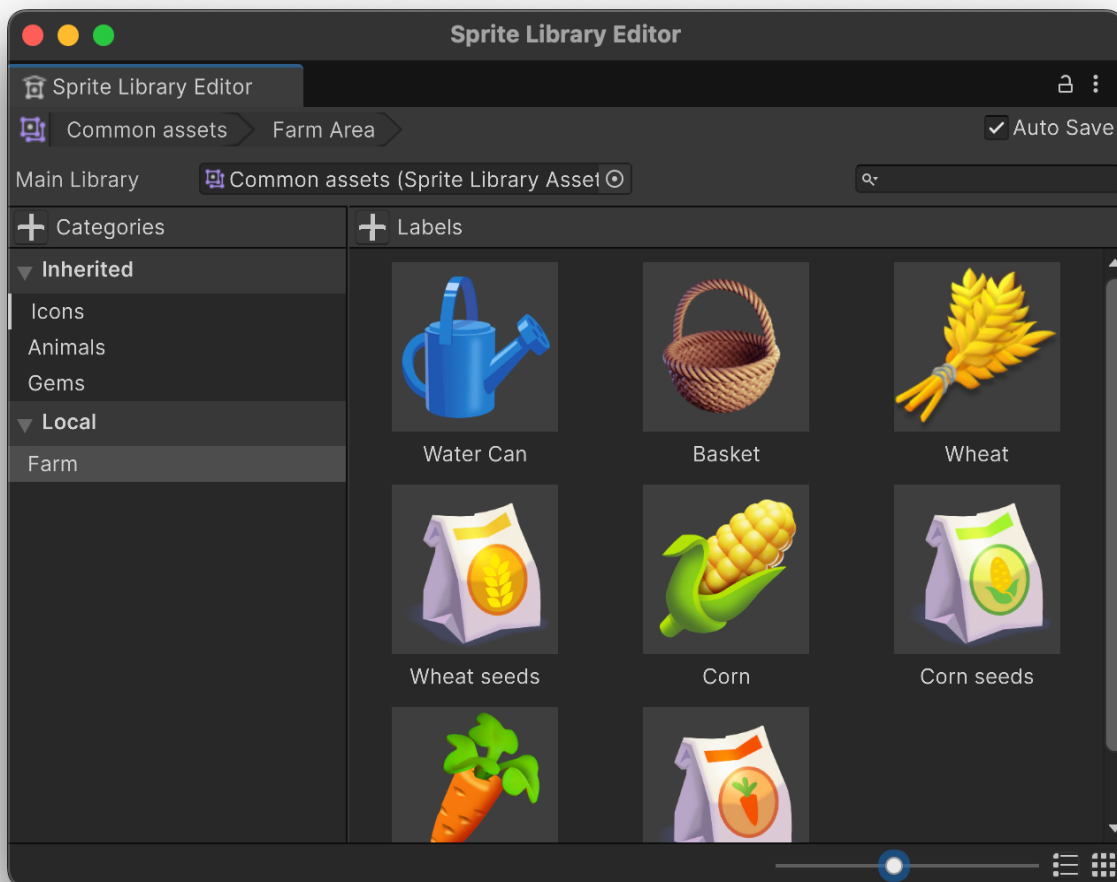 Sprite Library Editor
Sprite Library Editor
Common assets
Farm Area
Auto Save
Main Library
Common assets (Sprite Library Asset
Categories
Labels
Inherited
Icons
Animals
Gems
Local
Farm
Water Can
Basket
Wheat
Wheat seeds
Corn
Corn seeds